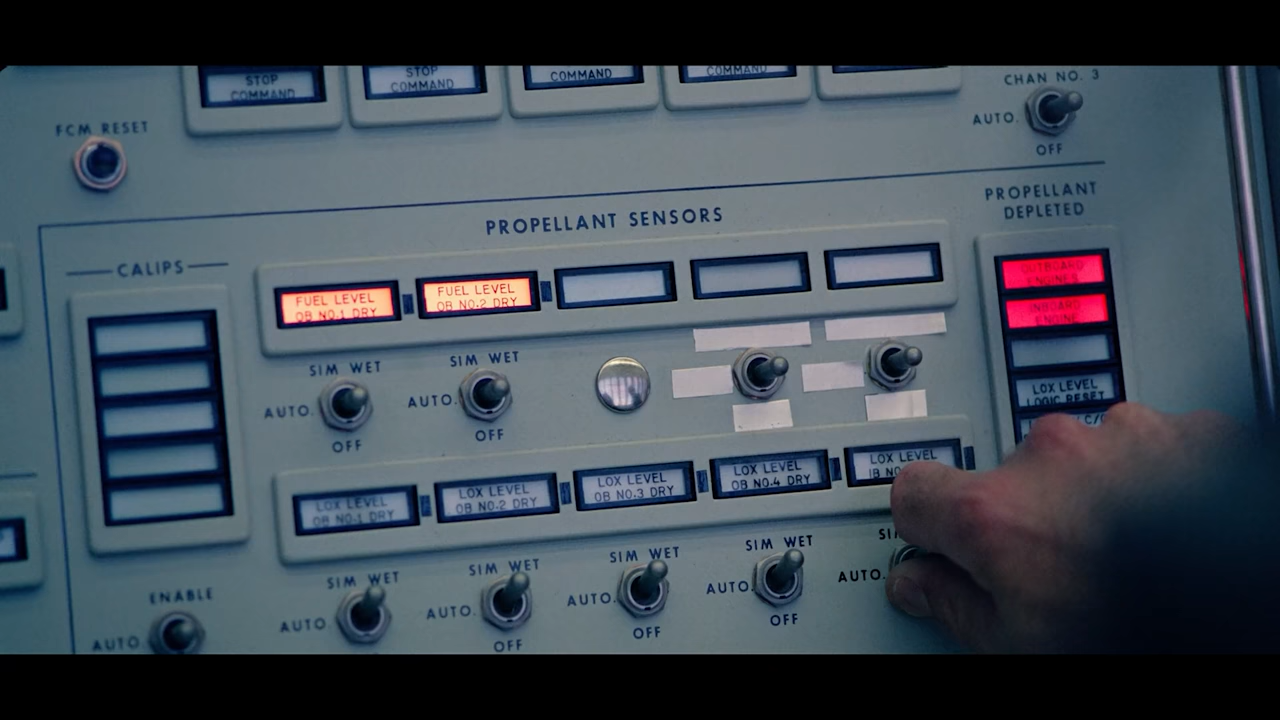 STOP
COMMAND
STOP
COMMAND
COMMAND
COMMAND
CHAN NO. 3
AUTO.
OFF
FCM RESET
PROPELLANT SENSORS
PROPELLANT
DEPLETED
CALIPS
FUEL LEVEL
OB NO.1 DRY
FUEL LEVEL
OB NO.2 DRY
OUTBOARD
ENGINES
INBOARD
ENGINE
LOX LEVEL
LOGIC RESET
SIM WET
AUTO.
OFF
SIM WET
AUTO.
OFF
LOX LEVEL
OB NO.1 DRY
LOX LEVEL
OB NO.2 DRY
LOX LEVEL
OB NO.3 DRY
LOX LEVEL
OB NO.4 DRY
LOX LEVEL
IB
ENABLE
AUTO.
SIM WET
AUTO.
SIM WET
AUTO.
OFF
SIM WET
AUTO.
OFF
SIM WET
AUTO.
OFF
AUTO.